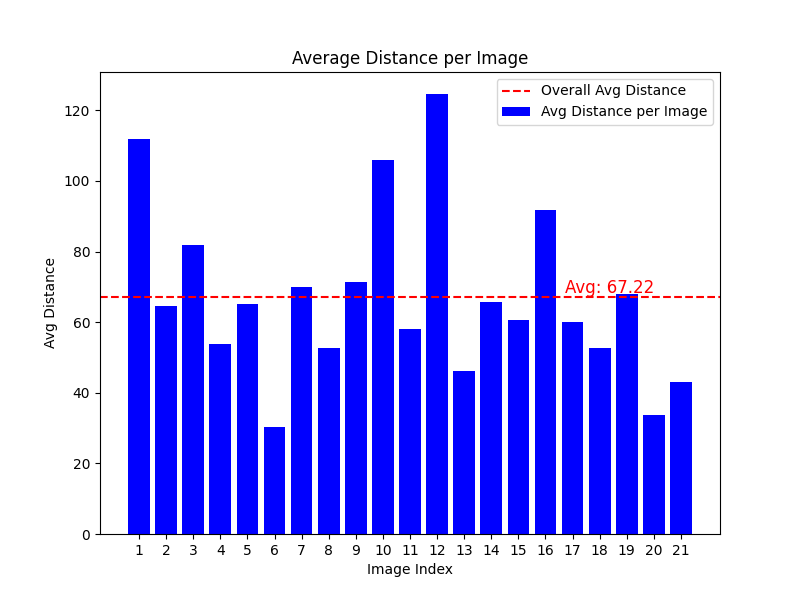 Average Distance per Image
Overall Avg Distance
Avg Distance per Image
Avg: 67.22
Avg Distance
120
100
80
60
40
20
0
1 2 3 4 5 6 7 8 9 10 11 12 13 14 15 16 17 18 19 20 21
Image Index